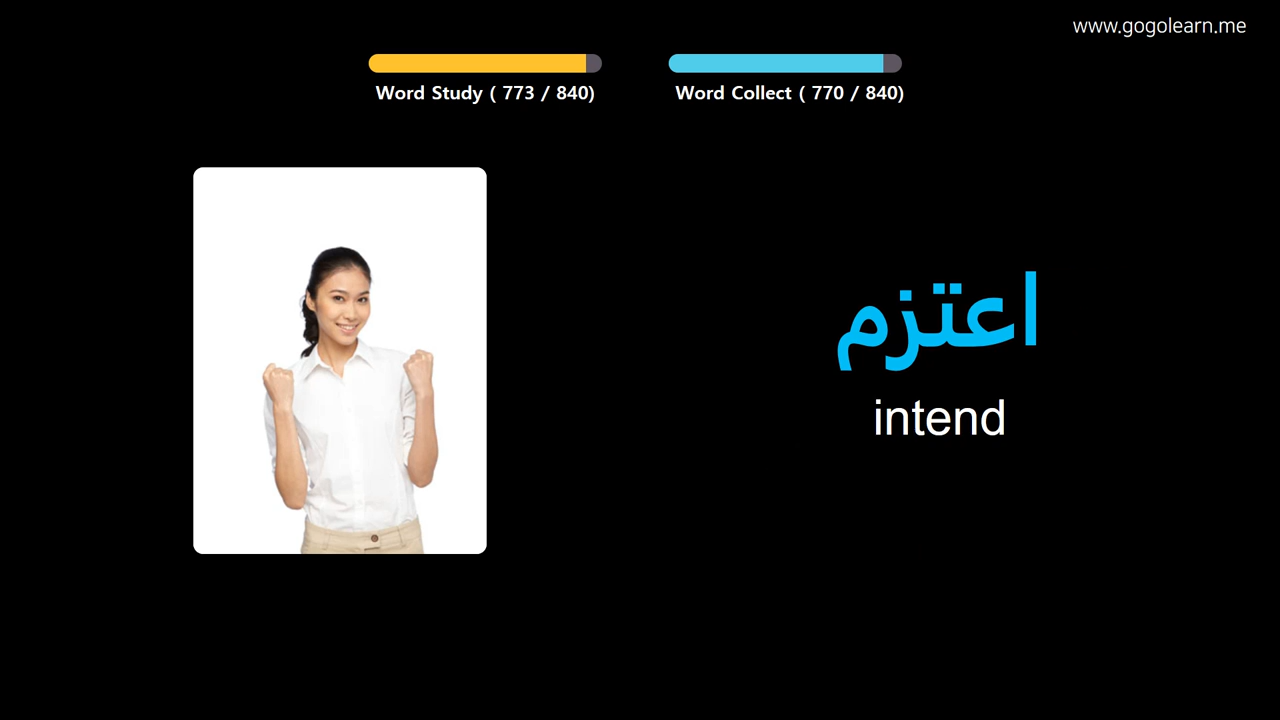 www.gogolearn.me
Word Study ( 773 / 840)
Word Collect ( 770 / 840)
اعتزم
intend